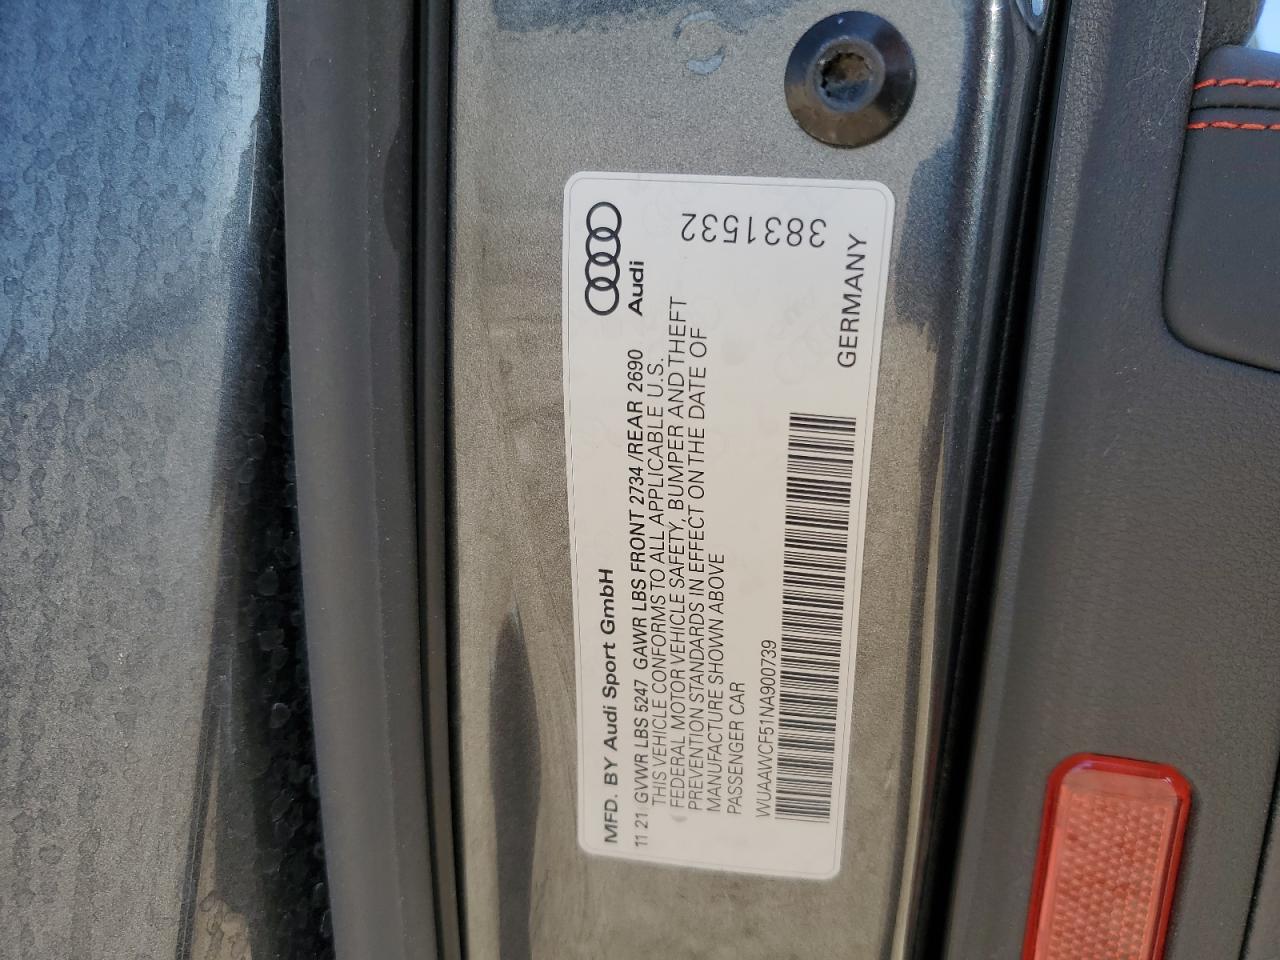 Audi
3831532
MFD. BY Audi Sport GmbH
11 21 GVWR LBS 5247 GAWR LBS FRONT 2734 /REAR 2690
THIS VEHICLE CONFORMS TO ALL APPLICABLE U.S.
FEDERAL MOTOR VEHICLE SAFETY, BUMPER AND THEFT
PREVENTION STANDARDS IN EFFECT ON THE DATE OF
MANUFACTURE SHOWN ABOVE
PASSENGER CAR
WUAAWCF51NA900739
GERMANY